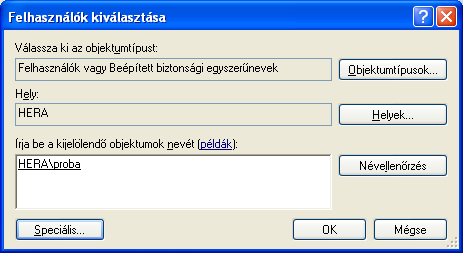 Felhasználók kiválasztása
Válassza ki az objektumtípust:
Felhasználók vagy Beépített biztonsági egyszerűnevek
Objektumtípusok...
Hely:
HERA
Helyek...
Írja be a kijelölendő objektumok nevét (példák):
HERA\proba
Névellenőrzés
Speciális...
OK
Mégse